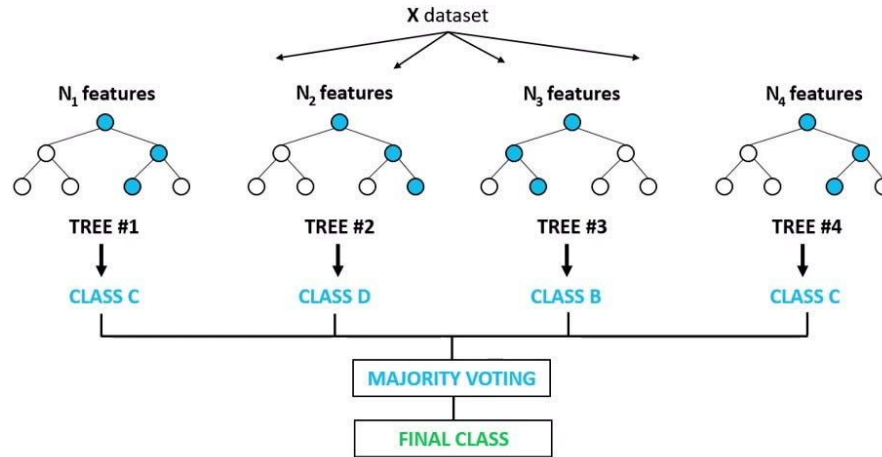 X dataset
N₁ features N₂ features N₃ features N₄ features
TREE #1 TREE #2 TREE #3 TREE #4
CLASS C CLASS D CLASS B CLASS C
MAJORITY VOTING
FINAL CLASS